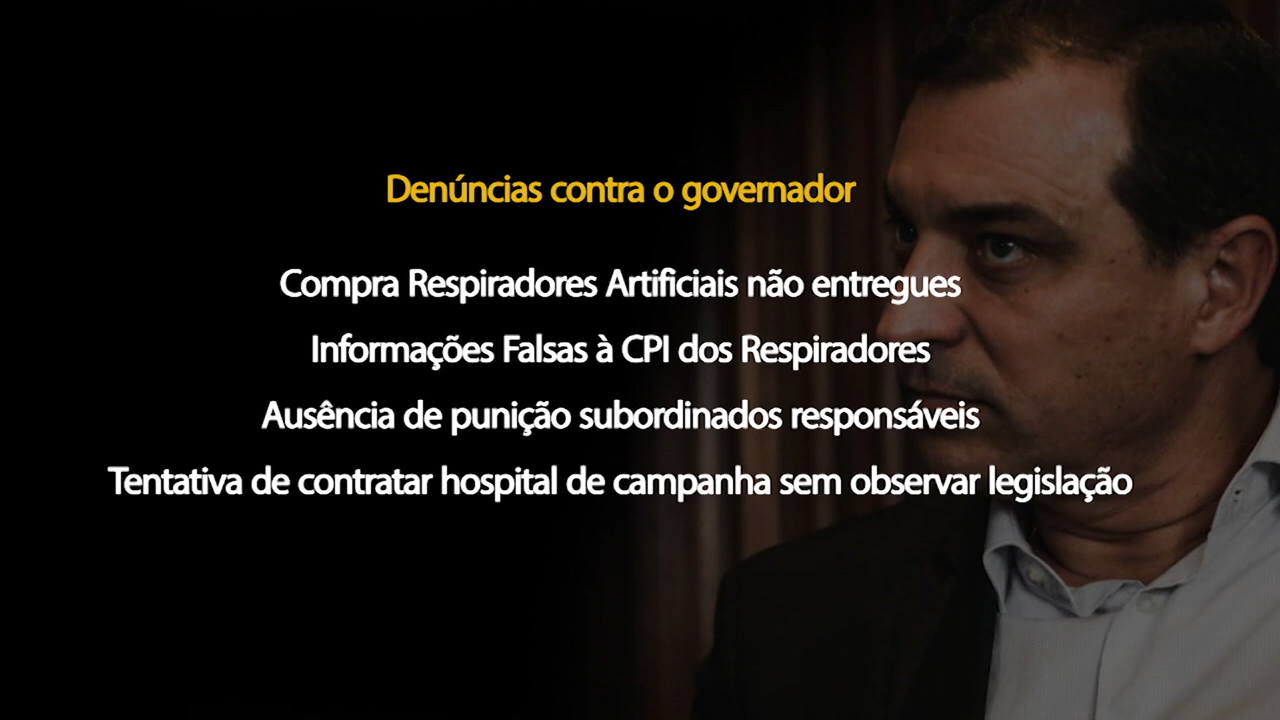 Denúncias contra o governador
Compra Respiradores Artificiais não entregues
Informações Falsas à CPI dos Respiradores
Ausência de punição subordinados responsáveis
Tentativa de contratar hospital de campanha sem observar legislação